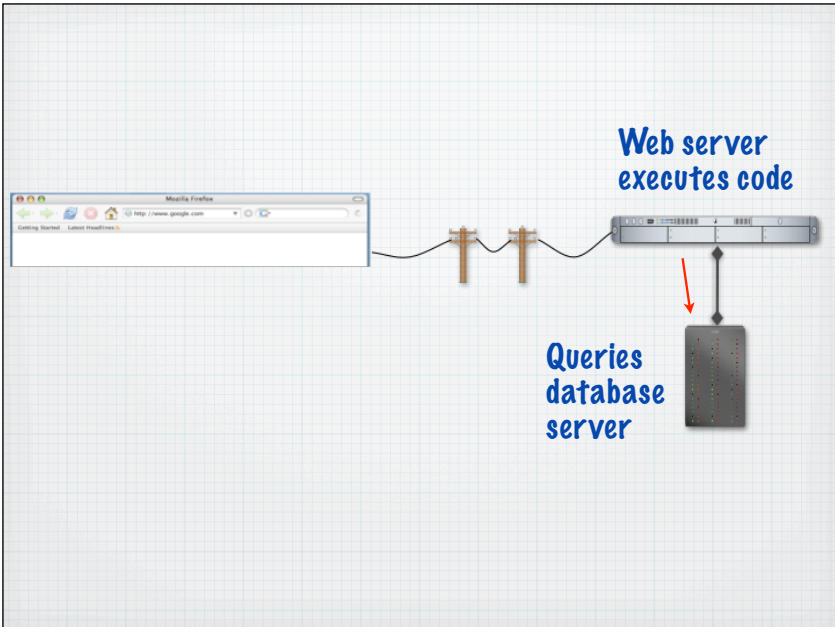 Web server
executes code
Mozilla Firefox
http://www.google.com
Getting Started Latest Headlines
Queries
database
server